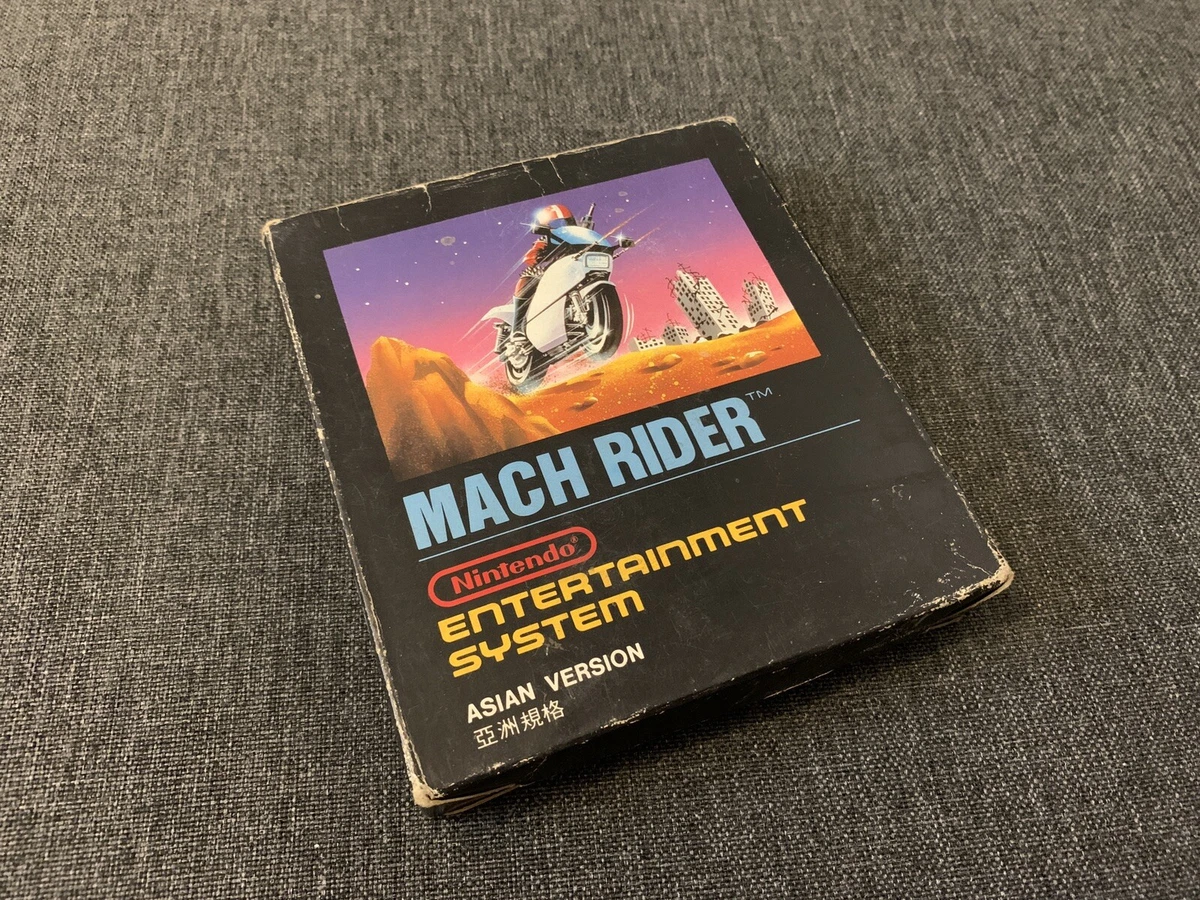 MACH RIDER™
Nintendo®
ENTERTAINMENT
SYSTEM
ASIAN VERSION
亞洲規格